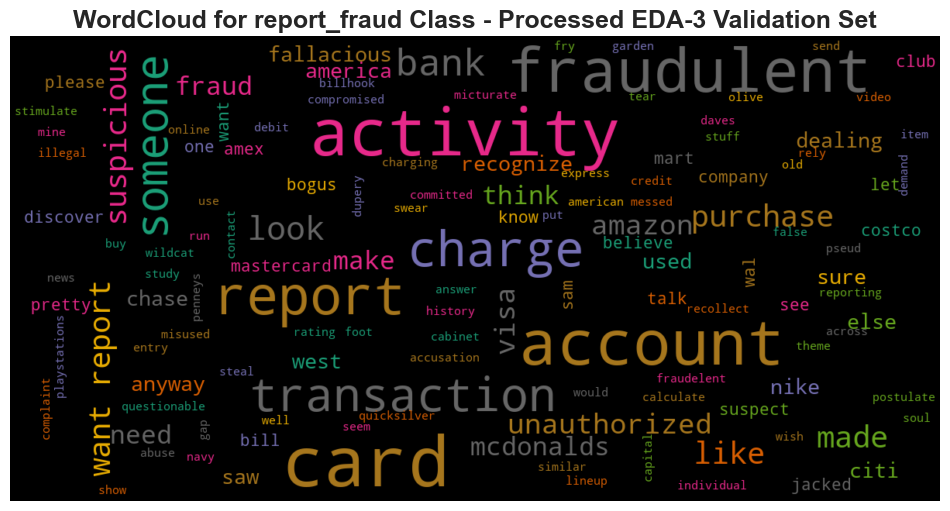 WordCloud for report_fraud Class - Processed EDA-3 Validation Set
fry
garden
send
fallacious
bank
fraudulent
club
please
suspicious
someone
fraud
america
billhook
compromised
micturate
tear
olive
video
stimulate
want
activity
daves
stuff
mine
online
debit
dealing
item
illegal
one
amex
charging
recognize
express
mart
old
rely
demand
bogus
dupery
committed
think
american
credit
messed
company
let
use
swear
know
put
discover
contact
look
amazon
purchase
costco
run
buy
charge
believe
false
wildcat
mastercard
make
used
wal
pseud
news
study
penneys
sam
sure
pretty
chase
report
answer
visa
talk
recollect
see
reporting
history
else
playstations
want report
misused
rating
foot
cabinet
account
across
entry
west
accusation
theme
steal
anyway
fraudelent
nike
complaint
questionable
transaction
would
calculate
postulate
need
gap
bill
well
quicksilver
seem
unauthorized
suspect
soul
abuse
navy
card
mcdonalds
capital
like
wish
made
saw
similar
lineup
citi
show
individual
jacked